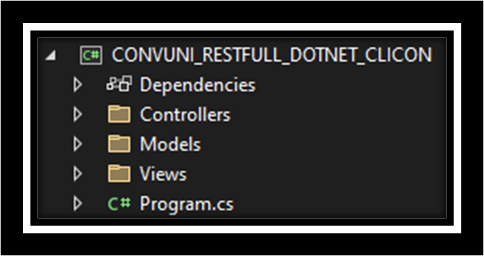 C# CONVUNI_RESTFULL_DOTNET_CLICON
Dependencies
Controllers
Models
Views
C# Program.cs